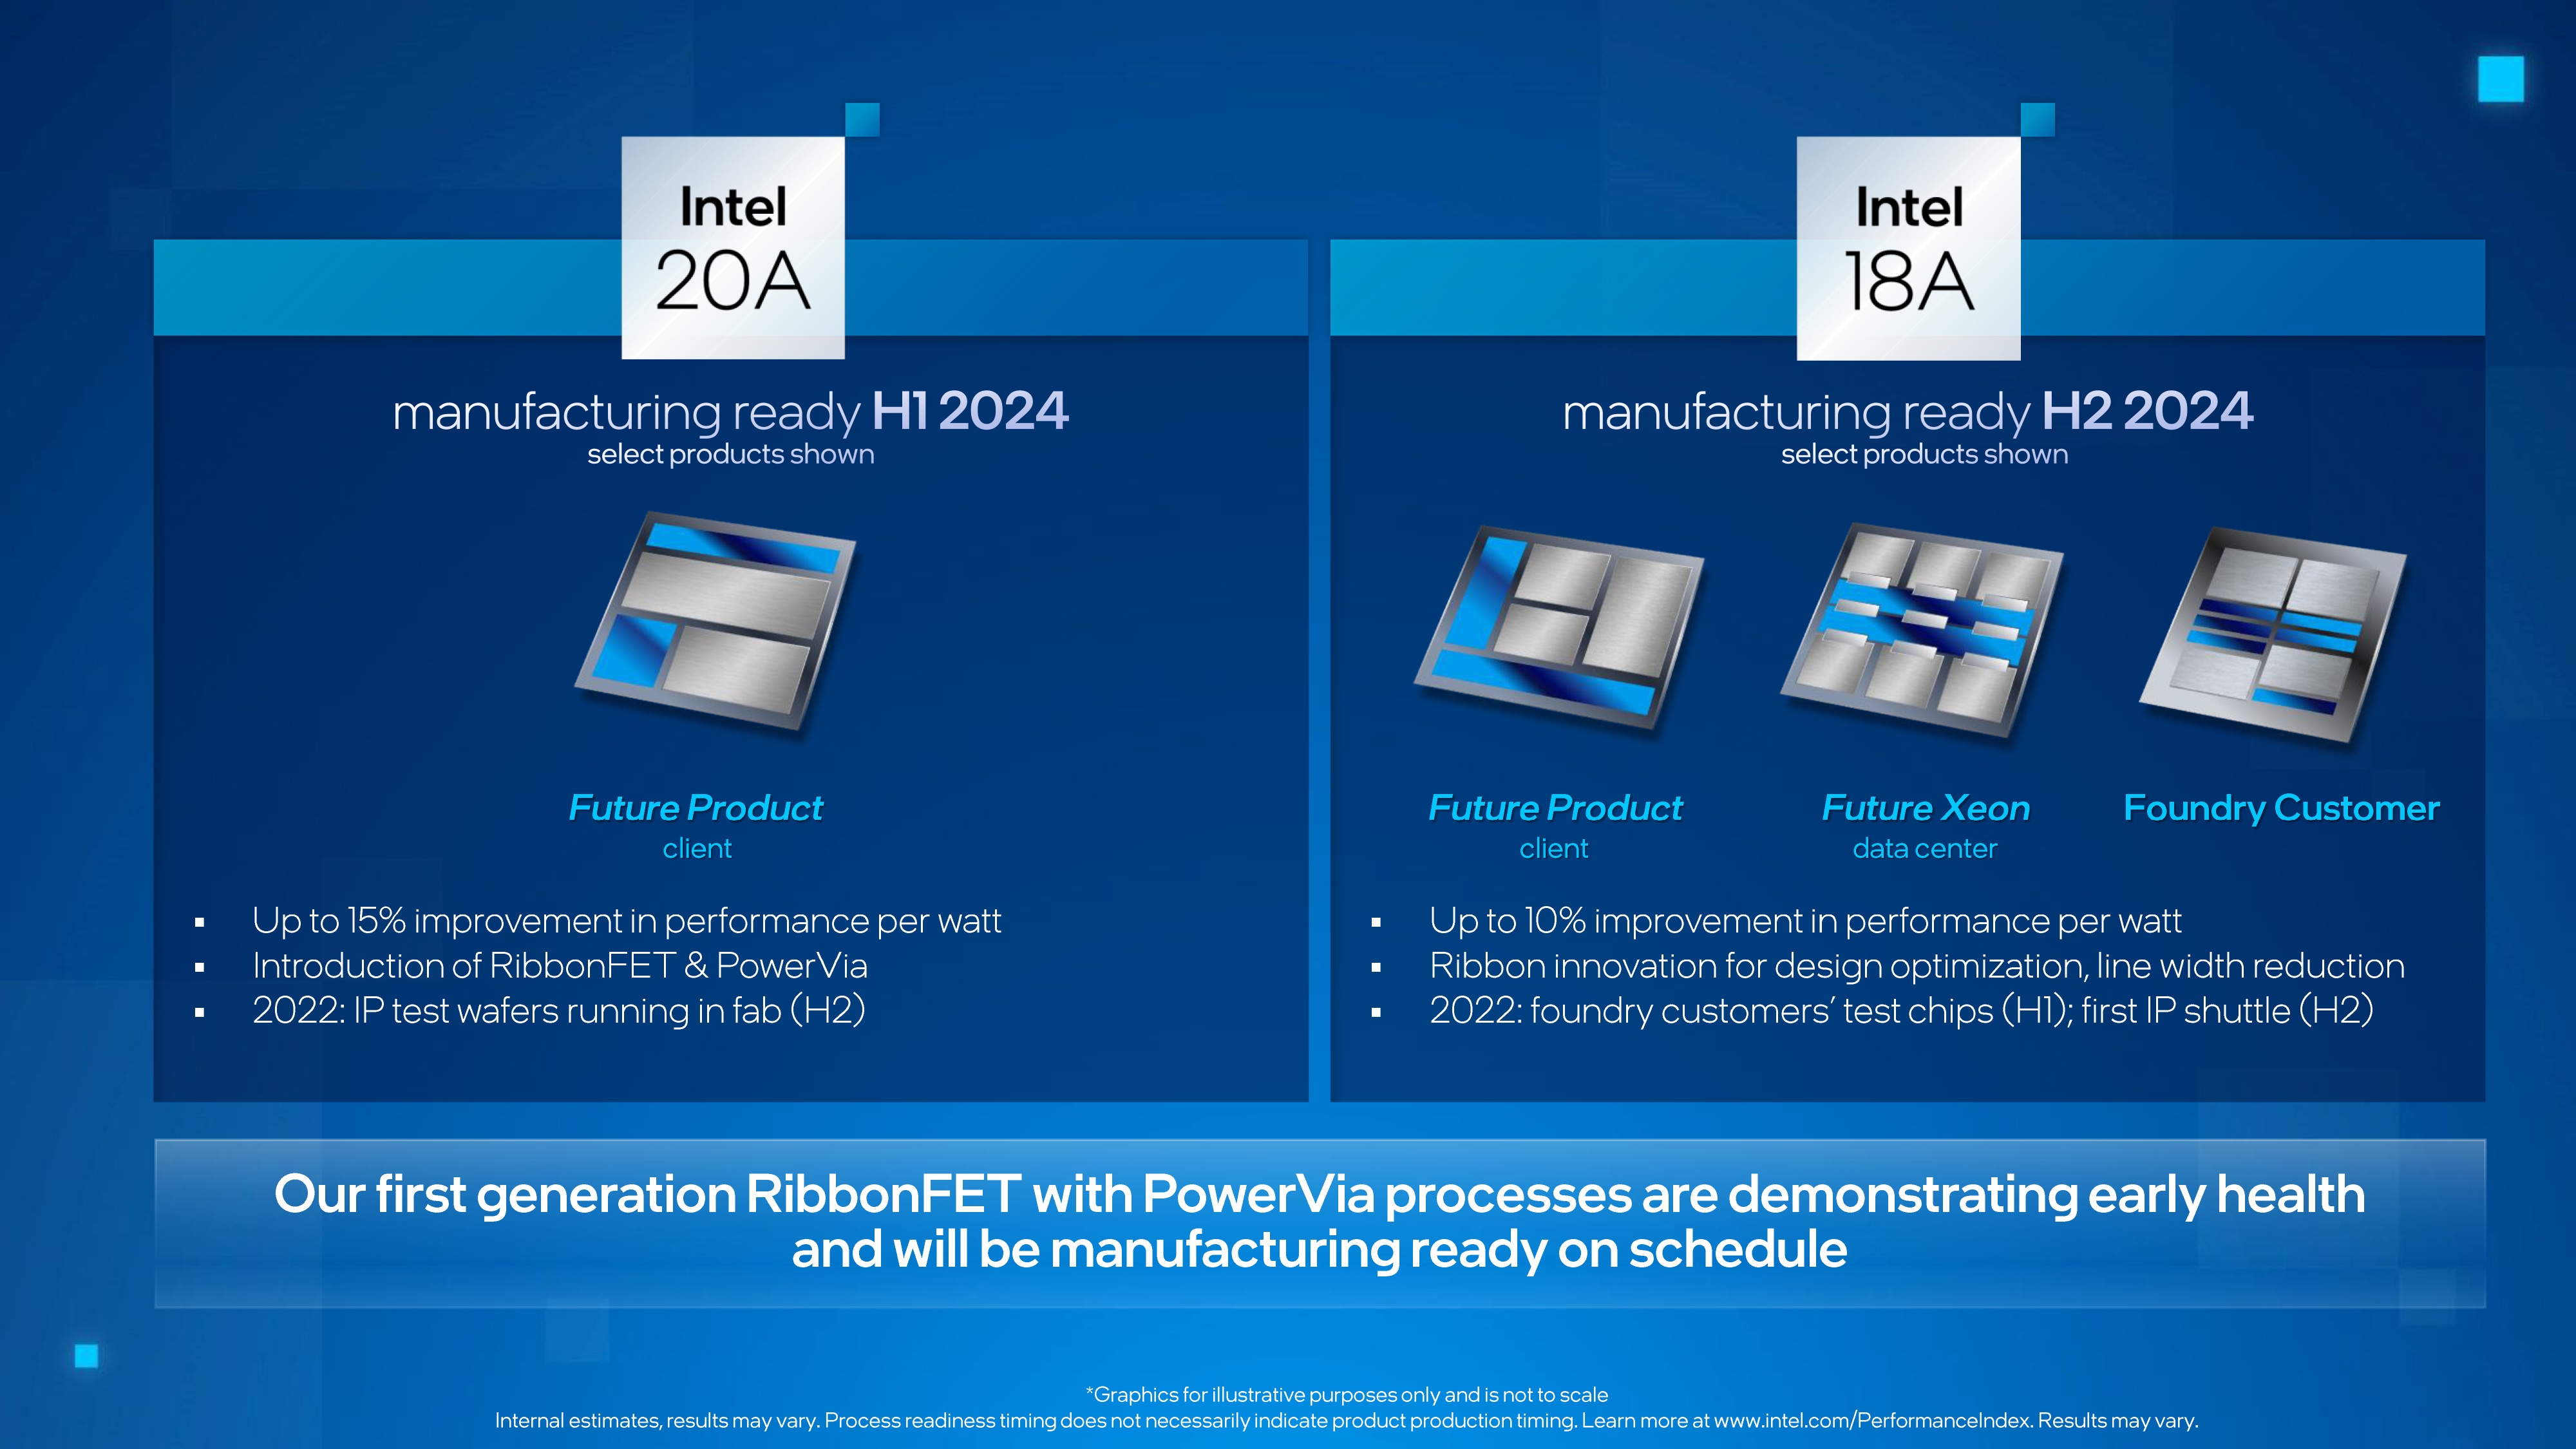 Intel
20A
manufacturing ready H1 2024
select products shown
Future Product
client
▪ Up to 15% improvement in performance per watt
▪ Introduction of RibbonFET & PowerVia
▪ 2022: IP test wafers running in fab (H2)
Intel
18A
manufacturing ready H2 2024
select products shown
Future Product
client
Future Xeon
data center
Foundry Customer
▪ Up to 10% improvement in performance per watt
▪ Ribbon innovation for design optimization, line width reduction
▪ 2022: foundry customers’ test chips (H1); first IP shuttle (H2)
Our first generation RibbonFET with PowerVia processes are demonstrating early health
and will be manufacturing ready on schedule
*Graphics for illustrative purposes only and is not to scale
Internal estimates, results may vary. Process readiness timing does not necessarily indicate product production timing. Learn more at www.intel.com/PerformanceIndex. Results may vary.